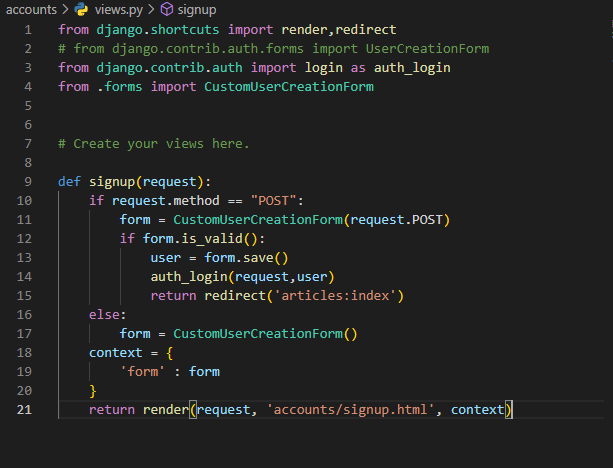 accounts > views.py > signup
1 from django.shortcuts import render,redirect
2 # from django.contrib.auth.forms import UserCreationForm
3 from django.contrib.auth import login as auth_login
4 from .forms import CustomUserCreationForm
5
6
7 # Create your views here.
8
9 def signup(request):
10     if request.method == "POST":
11         form = CustomUserCreationForm(request.POST)
12         if form.is_valid():
13             user = form.save()
14             auth_login(request,user)
15             return redirect('articles:index')
16     else:
17         form = CustomUserCreationForm()
18     context = {
19         'form' : form
20     }
21     return render(request, 'accounts/signup.html', context)